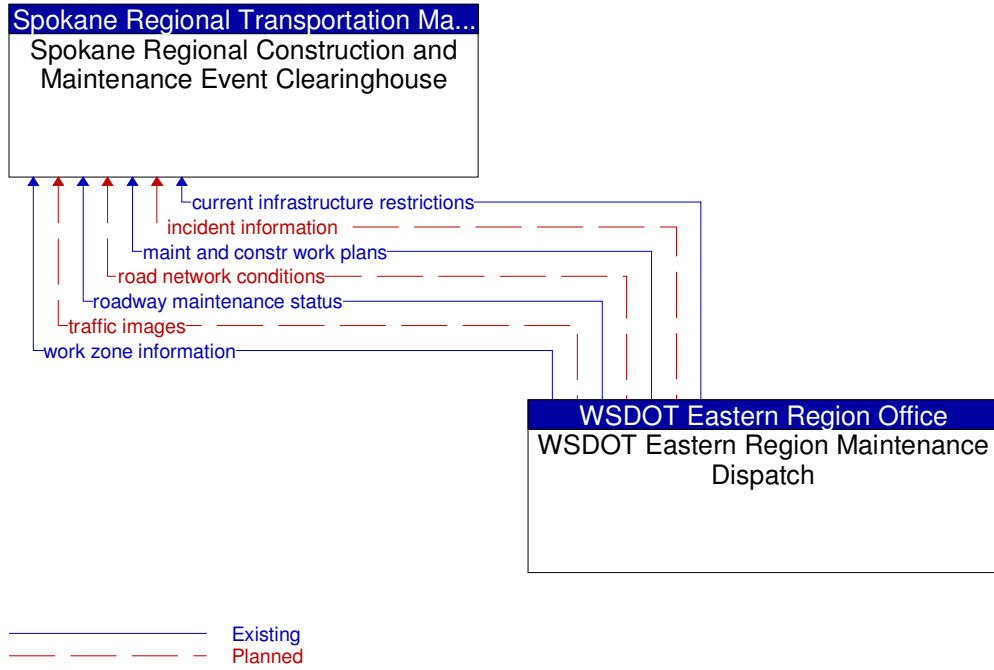 Spokane Regional Transportation Ma...
Spokane Regional Construction and
Maintenance Event Clearinghouse
current infrastructure restrictions
incident information
maint and constr work plans
road network conditions
roadway maintenance status
traffic images
work zone information
WSDOT Eastern Region Office
WSDOT Eastern Region Maintenance
Dispatch
Existing
Planned